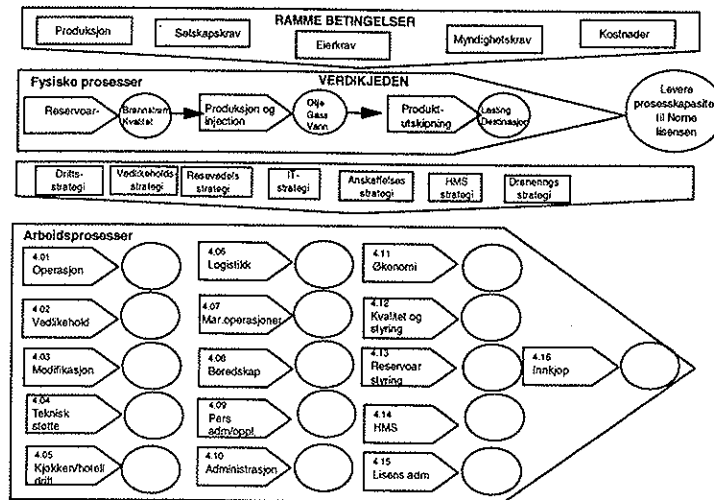 RAMME BETINGELSER
Produksjon
Selskapskrav
Eierkrav
Myndighetskrav
Kostnader
Fysiske prosesser
VERDIKJEDEN
Reservoar-
Brønnstrøm
Kvalitet
Produksjon og
injection
Olje
Gass
Vann
Produkt-
utskipning
Lasting
Destinasjon
Levere
prosesskapasitet
til Norne
lisensen
Drifts-
strategi
Vedlikeholds
strategi
Resevedels
strategi
IT-
strategi
Anskaffelses
strategi
HMS
strategi
Drenerings
strategi
Arbeidsprosesser
4.01
Operasjon
4.02
Vedlikehold
4.03
Modifikasjon
4.04
Teknisk
støtte
4.05
Kjøkken/hotell
drift
4.06
Logistikk
4.07
Mar.operasjoner
4.08
Beredskap
4.09
Pers
adm/oppl
4.10
Administrasjon
4.11
Økonomi
4.12
Kvalitet og
styring
4.13
Reservoar
styring
4.14
HMS
4.15
Lisens adm
4.16
Innkjøp